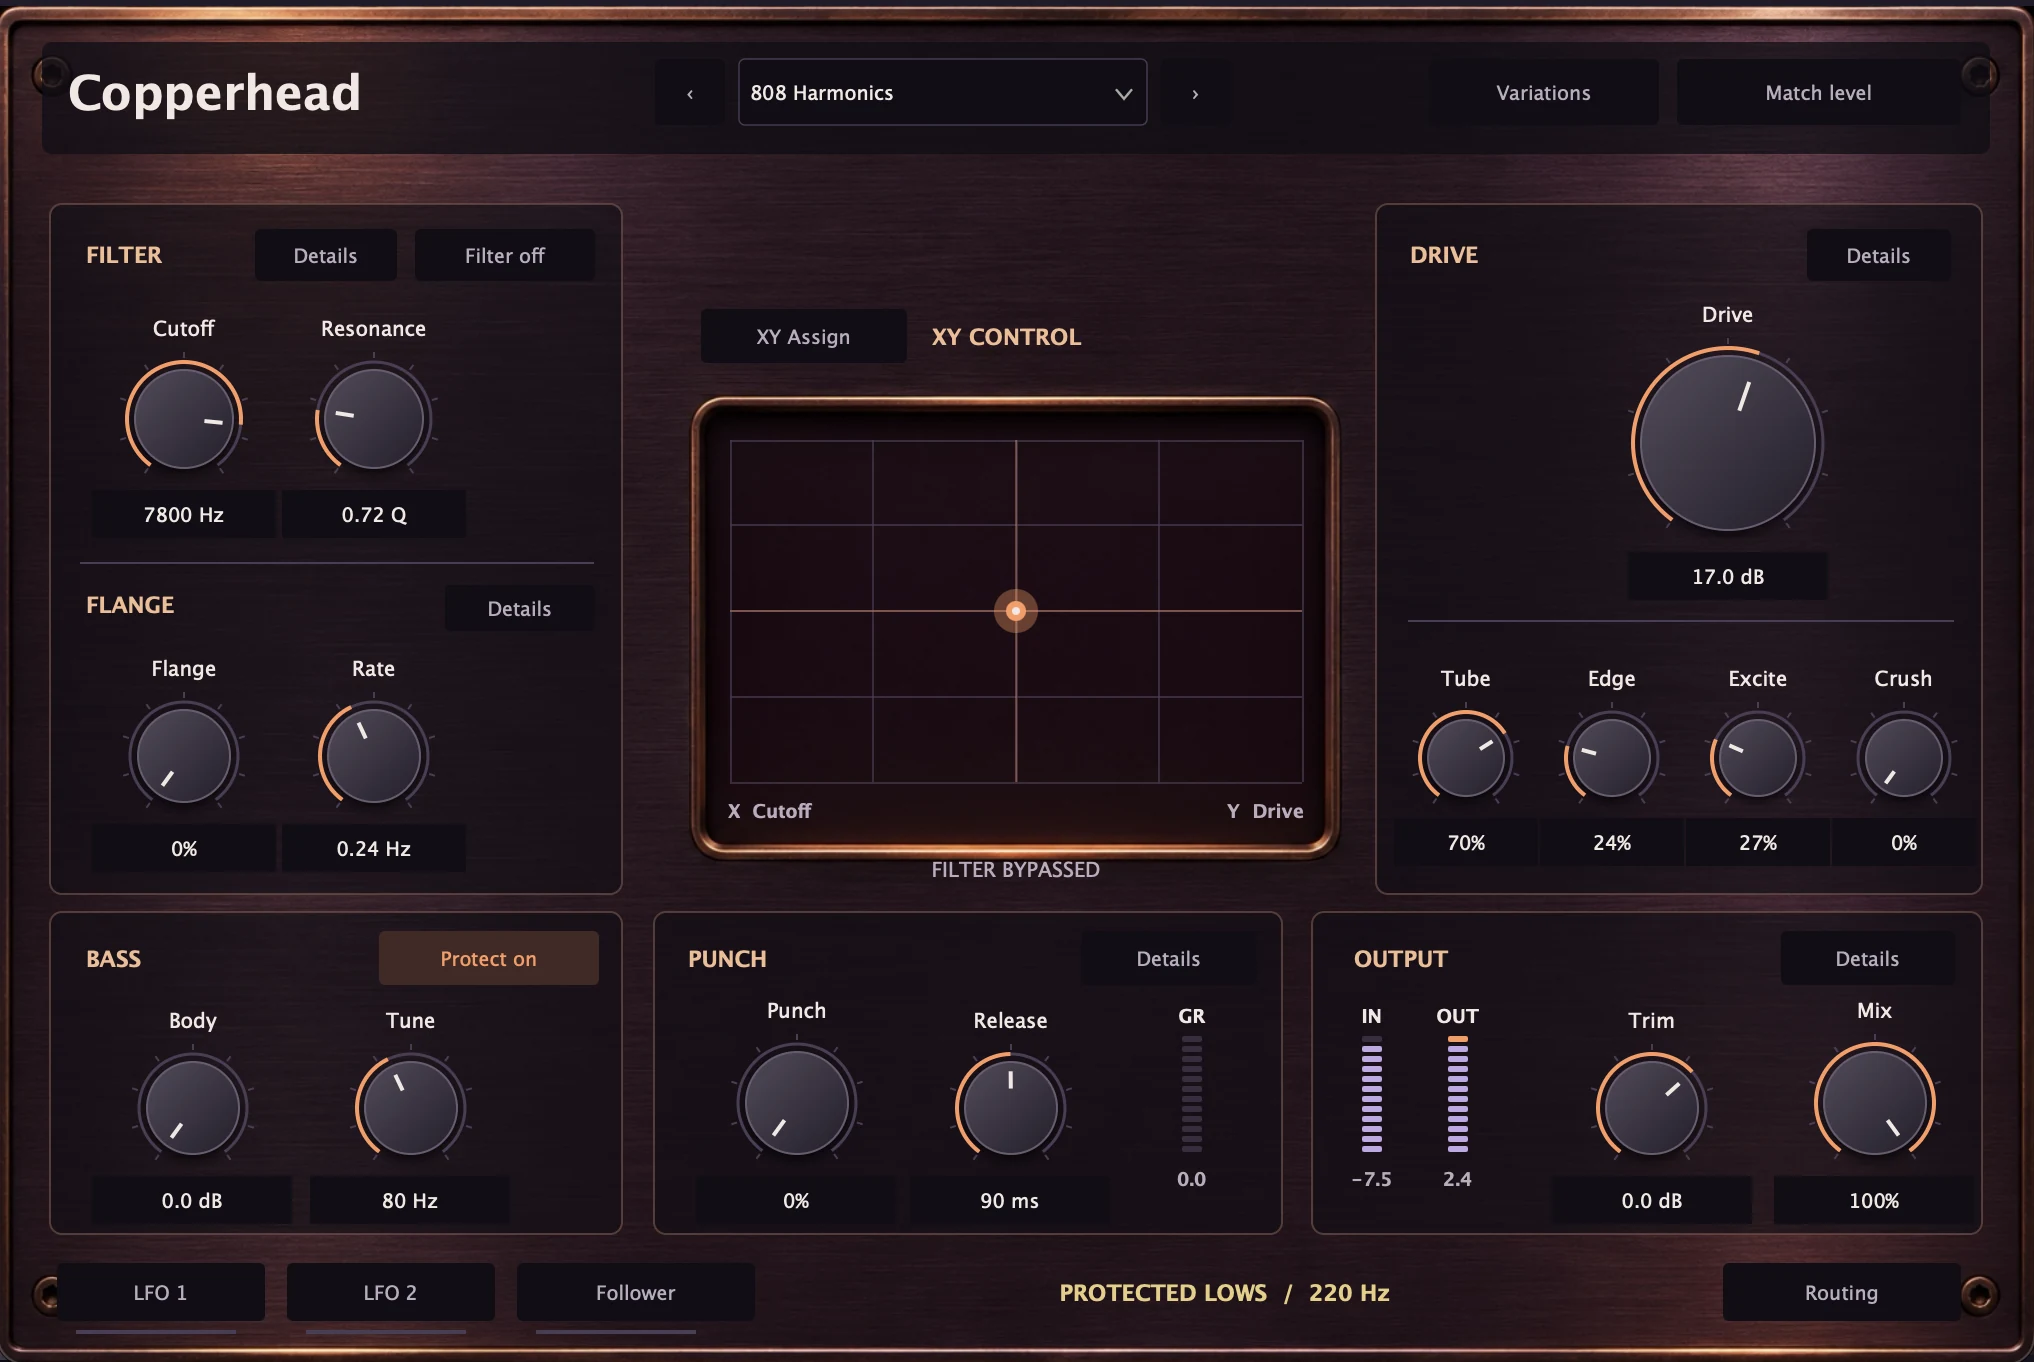 Copperhead
‹
808 Harmonics
›
Variations
Match level
FILTER
Details
Filter off
Cutoff
Resonance
7800 Hz
0.72 Q
FLANGE
Details
Flange
Rate
0%
0.24 Hz
XY Assign
XY CONTROL
X Cutoff
Y Drive
FILTER BYPASSED
DRIVE
Details
Drive
17.0 dB
Tube
Edge
Excite
Crush
70%
24%
27%
0%
BASS
Protect on
Body
Tune
0.0 dB
80 Hz
PUNCH
Details
Punch
Release
GR
0%
90 ms
0.0
OUTPUT
Details
IN
OUT
Trim
Mix
-7.5
2.4
0.0 dB
100%
LFO 1
LFO 2
Follower
PROTECTED LOWS / 220 Hz
Routing